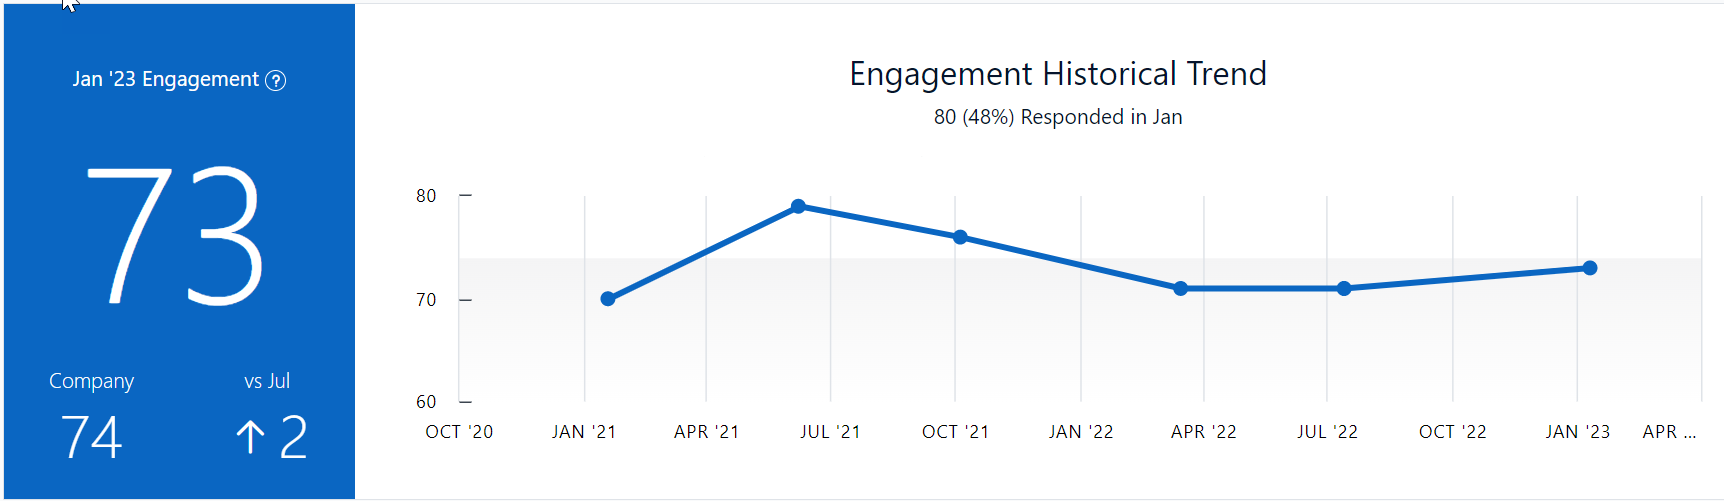 Jan '23 Engagement ?
73
Company
74
vs Jul
↑ 2
Engagement Historical Trend
80 (48%) Responded in Jan
80
70
60
OCT '20 JAN '21 APR '21 JUL '21 OCT '21 JAN '22 APR '22 JUL '22 OCT '22 JAN '23 APR ...